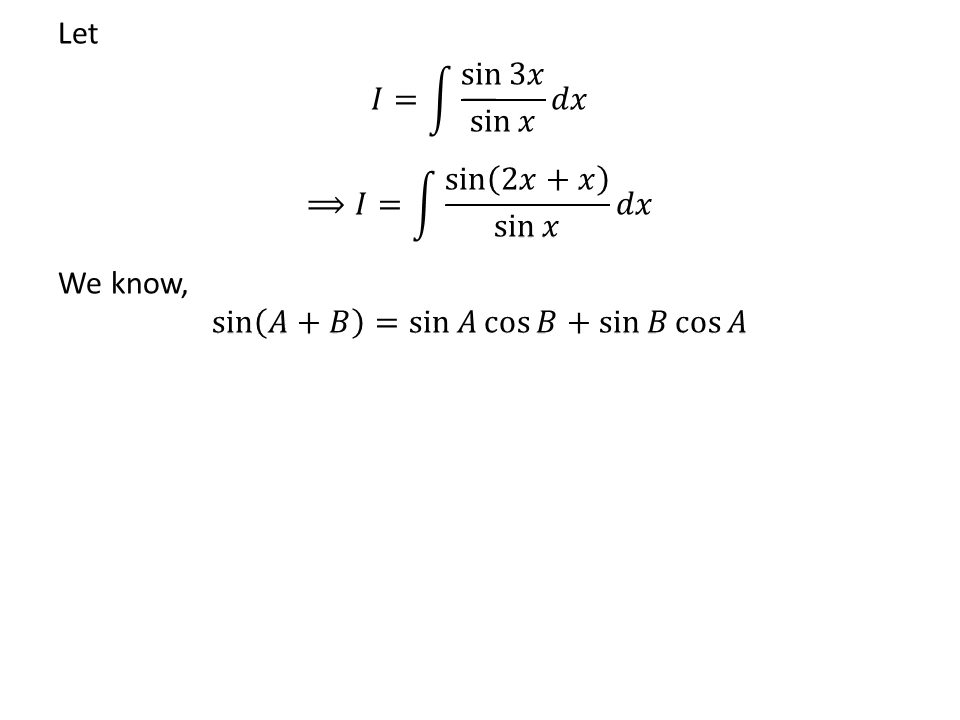 Let
𝐼 = ∫ sin 3𝑥 / sin 𝑥 𝑑𝑥
⟹ 𝐼 = ∫ sin(2𝑥 + 𝑥) / sin 𝑥 𝑑𝑥
We know,
sin(𝐴 + 𝐵) = sin 𝐴 cos 𝐵 + sin 𝐵 cos 𝐴